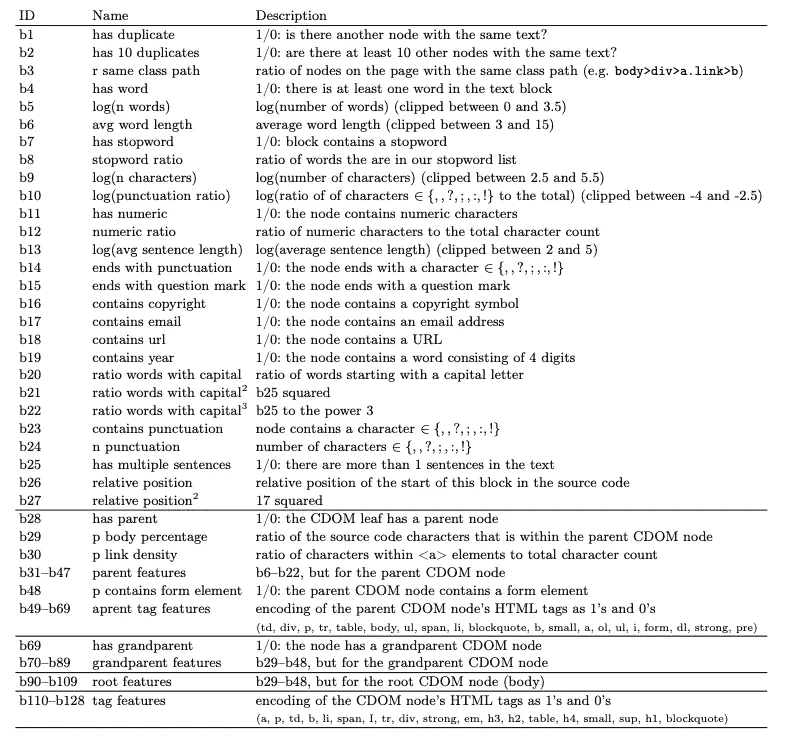 ID Name Description
b1 has duplicate 1/0: is there another node with the same text?
b2 has 10 duplicates 1/0: are there at least 10 other nodes with the same text?
b3 r same class path ratio of nodes on the page with the same class path (e.g. body>div>a.link>b)
b4 has word 1/0: there is at least one word in the text block
b5 log(n words) log(number of words) (clipped between 0 and 3.5)
b6 avg word length average word length (clipped between 3 and 15)
b7 has stopword 1/0: block contains a stopword
b8 stopword ratio ratio of words the are in our stopword list
b9 log(n characters) log(number of characters) (clipped between 2.5 and 5.5)
b10 log(punctuation ratio) log(ratio of of characters ∈ {, , ?, ; , :, !} to the total) (clipped between -4 and -2.5)
b11 has numeric 1/0: the node contains numeric characters
b12 numeric ratio ratio of numeric characters to the total character count
b13 log(avg sentence length) log(average sentence length) (clipped between 2 and 5)
b14 ends with punctuation 1/0: the node ends with a character ∈ {, , ?, ; , :, !}
b15 ends with question mark 1/0: the node ends with a question mark
b16 contains copyright 1/0: the node contains a copyright symbol
b17 contains email 1/0: the node contains an email address
b18 contains url 1/0: the node contains a URL
b19 contains year 1/0: the node contains a word consisting of 4 digits
b20 ratio words with capital ratio of words starting with a capital letter
b21 ratio words with capital² b25 squared
b22 ratio words with capital³ b25 to the power 3
b23 contains punctuation node contains a character ∈ {, , ?, ; , :, !}
b24 n punctuation number of characters ∈ {, , ?, ; , :, !}
b25 has multiple sentences 1/0: there are more than 1 sentences in the text
b26 relative position relative position of the start of this block in the source code
b27 relative position² 17 squared
b28 has parent 1/0: the CDOM leaf has a parent node
b29 p body percentage ratio of the source code characters that is within the parent CDOM node
b30 p link density ratio of characters within <a> elements to total character count
b31–b47 parent features b6–b22, but for the parent CDOM node
b48 p contains form element 1/0: the parent CDOM node contains a form element
b49–b69 aprent tag features encoding of the parent CDOM node's HTML tags as 1's and 0's
(td, div, p, tr, table, body, ul, span, li, blockquote, b, small, a, ol, ul, i, form, dl, strong, pre)
b69 has grandparent 1/0: the node has a grandparent CDOM node
b70–b89 grandparent features b29–b48, but for the grandparent CDOM node
b90–b109 root features b29–b48, but for the root CDOM node (body)
b110–b128 tag features encoding of the CDOM node's HTML tags as 1's and 0's
(a, p, td, b, li, span, I, tr, div, strong, em, h3, h2, table, h4, small, sup, h1, blockquote)